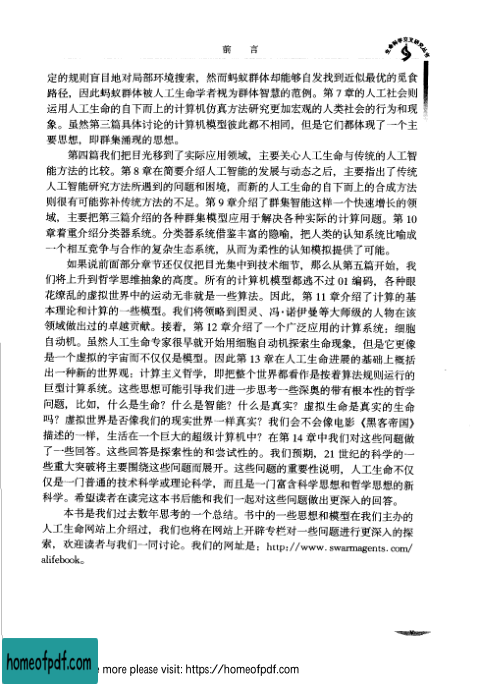 前 言
生命科学交叉研究丛书
定的规则盲目地对局部环境搜索，然而蚂蚁群体却能够自发找到近似最优的觅食
路径，因此蚂蚁群体被人工生命学者视为群体智慧的范例。第 7 章的人工社会则
运用人工生命的自下而上的计算机仿真方法研究更加宏观的人类社会的行为和现
象。虽然第三篇具体讨论的计算机模型彼此都不相同，但是它们都体现了一个主
要思想，即群集涌现的思想。
第四篇我们把目光移到了实际应用领域，主要关心人工生命与传统的人工智
能方法的比较。第 8 章在简要介绍人工智能的发展与动态之后，主要指出了传统
人工智能研究方法所遇到的问题和困境，而新的人工生命的自下而上的合成方法
则很有可能弥补传统方法的不足。第 9 章介绍了群集智能这样一个快速增长的领
域，主要把第三篇介绍的各种群集模型应用于解决各种实际的计算问题。第 10
章着重介绍分类器系统。分类器系统借鉴丰富的隐喻，把人类的认知系统比喻成
一个相互竞争与合作的复杂生态系统，从而为柔性的认知模拟提供了可能。
如果说前面部分章节还仅仅把目光集中到技术细节，那么从第五篇开始，我
们将上升到哲学思维抽象的高度。所有的计算机模型都逃不过 01 编码，各种眼
花缭乱的虚拟世界中的运动无非就是一些算法。因此，第 11 章介绍了计算的基
本理论和计算的一些模型。我们将领略到图灵、冯·诺伊曼等大师级的人物在该
领域做出过的卓越贡献。接着，第 12 章介绍了一个广泛应用的计算系统：细胞
自动机。虽然人工生命专家很早就开始用细胞自动机探索生命现象，但是它更像
是一个虚拟的宇宙而不仅仅是模型。因此第 13 章在人工生命进展的基础上概括
出一种新的世界观：计算主义哲学，即把整个世界都看作是按着算法规则运行的
巨型计算系统。这些思想可能引导我们进一步思考一些深奥的带有根本性的哲学
问题，比如，什么是生命？什么是智能？什么是真实？虚拟生命是真实的生命
吗？虚拟世界是否像我们的现实世界一样真实？我们会不会像电影《黑客帝国》
描述的一样，生活在一个巨大的超级计算机中？在第 14 章中我们对这些问题做
了一些回答。这些回答是探索性的和尝试性的。我们预期，21 世纪的科学的一
些重大突破将主要围绕这些问题而展开。这些问题的重要性说明，人工生命不仅
仅是一门普通的技术科学或理论科学，而且是一门富含科学思想和哲学思想的新
科学。希望读者在读完这本书后能和我们一起对这些问题做出更深入的回答。
本书是我们过去数年思考的一个总结。书中的一些思想和模型在我们主办的
人工生命网站上介绍过，我们也将在网站上开辟专栏对一些问题进行更深入的探
索，欢迎读者与我们一同讨论。我们的网址是：http://www.swarmagents.com/
alifebook。
homeofpdf.com
e more please visit: https://homeofpdf.com